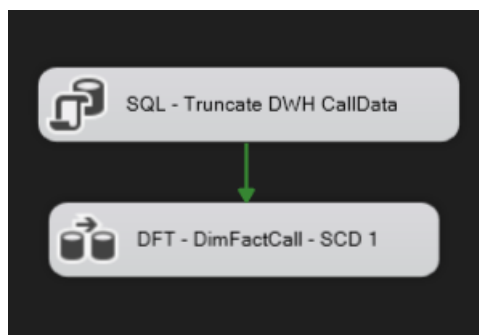 SQL - Truncate DWH CallData
DFT - DimFactCall - SCD 1